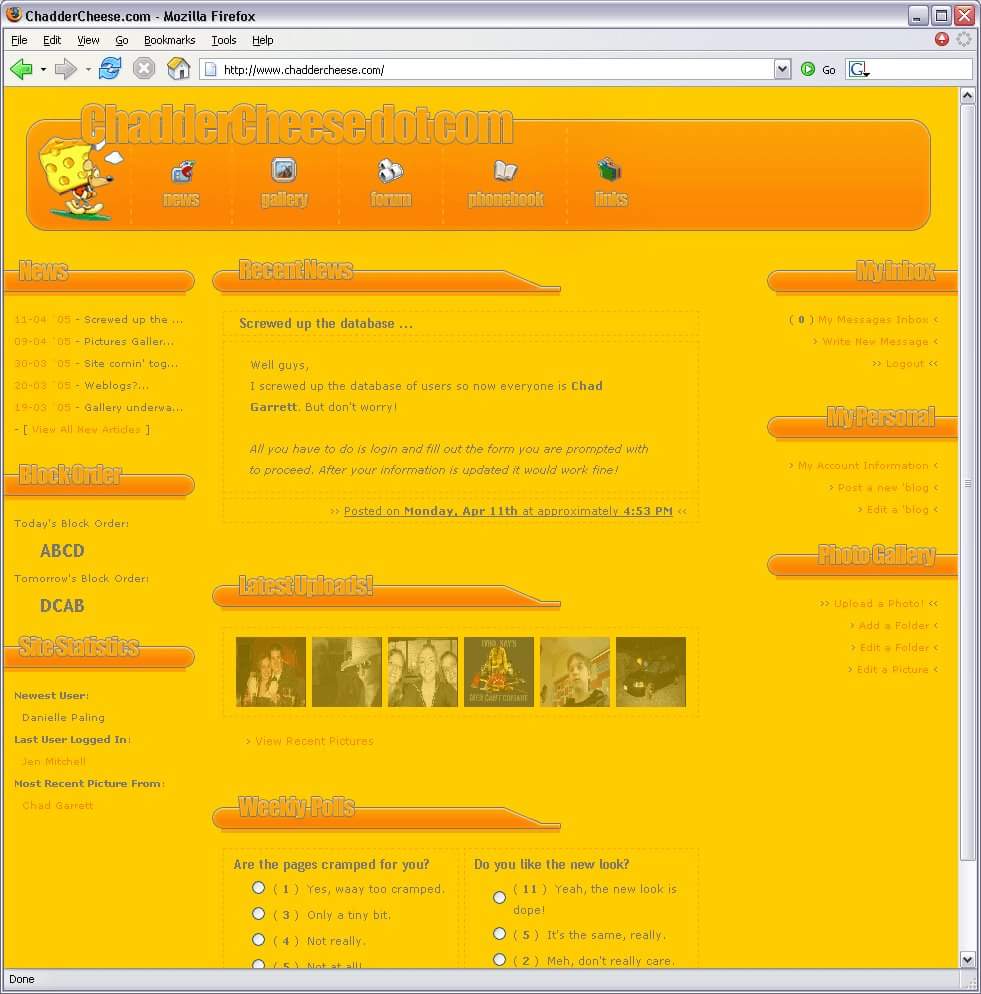 ChadderCheese.com - Mozilla Firefox
File Edit View Go Bookmarks Tools Help
http://www.chaddercheese.com/
Go
G
ChadderCheese dot com
news gallery forum phonebook links
News
11-04 `05 - Screwed up the ...
09-04 `05 - Pictures Galler...
30-03 `05 - Site comin' tog...
20-03 `05 - Weblogs?...
19-03 `05 - Gallery underwa...
- [ View All New Articles ]
Block Order
Today's Block Order:
ABCD
Tomorrow's Block Order:
DCAB
Site Statistics
Newest User:
Danielle Paling
Last User Logged In:
Jen Mitchell
Most Recent Picture From:
Chad Garrett
Recent News
Screwed up the database ...
Well guys,
I screwed up the database of users so now everyone is Chad
Garrett. But don't worry!
All you have to do is login and fill out the form you are prompted with
to proceed. After your information is updated it would work fine!
>> Posted on Monday, Apr 11th at approximately 4:53 PM <<
Latest Uploads!
> View Recent Pictures
Weekly Polls
Are the pages cramped for you?
( 1 ) Yes, waay too cramped.
( 3 ) Only a tiny bit.
( 4 ) Not really.
( 5 ) Not at all!
Do you like the new look?
( 11 ) Yeah, the new look is
dope!
( 5 ) It's the same, really.
( 2 ) Meh, don't really care.
My Inbox
( 0 ) My Messages Inbox <
> Write New Message <
>> Logout <<
My Personal
> My Account Information <
> Post a new 'blog <
> Edit a 'blog <
Photo Gallery
>> Upload a Photo! <<
> Add a Folder <
> Edit a Folder <
> Edit a Picture <
Done